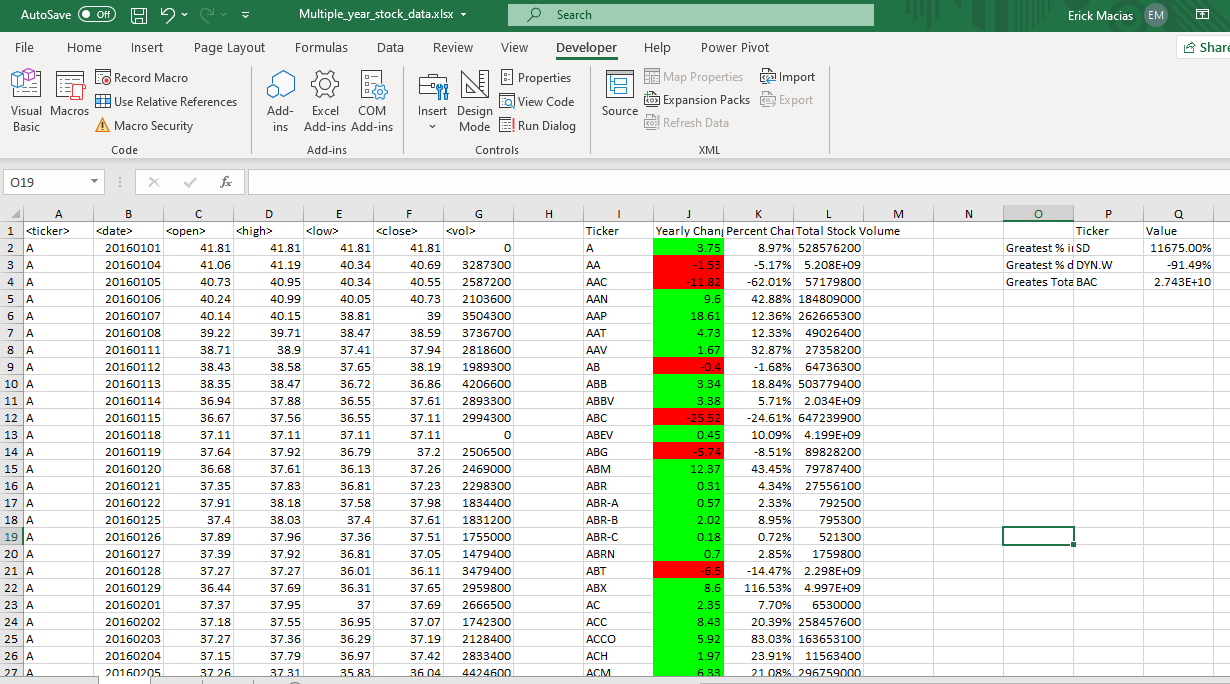 AutoSave Off Multiple_year_stock_data.xlsx Search Erick Macias EM
File Home Insert Page Layout Formulas Data Review View Developer Help Power Pivot Share
Visual Basic Macros Record Macro Use Relative References Macro Security Code
Add-ins Excel Add-ins COM Add-ins Add-ins
Insert Design Mode Properties View Code Run Dialog Controls
Source Map Properties Expansion Packs Refresh Data Import Export XML
O19 fx
A B C D E F G H I J K L M N O P Q
1 <ticker> <date> <open> <high> <low> <close> <vol> Ticker Yearly Chang Percent Chan Total Stock Volume Ticker Value
2 A 20160101 41.81 41.81 41.81 41.81 0 A 3.75 8.97% 528576200 Greatest % i SD 11675.00%
3 A 20160104 41.06 41.19 40.34 40.69 3287300 AA -1.53 -5.17% 5.208E+09 Greatest % d DYN.W -91.49%
4 A 20160105 40.73 40.95 40.34 40.55 2587200 AAC -11.82 -62.01% 57179800 Greates Tota BAC 2.743E+10
5 A 20160106 40.24 40.99 40.05 40.73 2103600 AAN 9.6 42.88% 184809000
6 A 20160107 40.14 40.15 38.81 39 3504300 AAP 18.61 12.36% 262665300
7 A 20160108 39.22 39.71 38.47 38.59 3736700 AAT 4.73 12.33% 49026400
8 A 20160111 38.71 38.9 37.41 37.94 2818600 AAV 1.67 32.87% 27358200
9 A 20160112 38.43 38.58 37.65 38.19 1989300 AB -0.4 -1.68% 64736300
10 A 20160113 38.35 38.47 36.72 36.86 4206600 ABB 3.34 18.84% 503779400
11 A 20160114 36.94 37.88 36.55 37.61 2893300 ABBV 3.38 5.71% 2.034E+09
12 A 20160115 36.67 37.56 36.55 37.11 2994300 ABC -25.52 -24.61% 647239900
13 A 20160118 37.11 37.11 37.11 37.11 0 ABEV 0.45 10.09% 4.199E+09
14 A 20160119 37.64 37.92 36.79 37.2 2506500 ABG -5.74 -8.51% 89828200
15 A 20160120 36.68 37.61 36.13 37.26 2469000 ABM 12.37 43.45% 79787400
16 A 20160121 37.35 37.83 36.81 37.23 2298300 ABR 0.31 4.34% 27556100
17 A 20160122 37.91 38.18 37.58 37.98 1834400 ABR-A 0.57 2.33% 792500
18 A 20160125 37.4 38.03 37.4 37.61 1831200 ABR-B 2.02 8.95% 795300
19 A 20160126 37.89 37.96 37.36 37.51 1755000 ABR-C 0.18 0.72% 521300
20 A 20160127 37.39 37.92 36.81 37.05 1479400 ABRN 0.7 2.85% 1759800
21 A 20160128 37.27 37.27 36.01 36.11 3479400 ABT -6.5 -14.47% 2.298E+09
22 A 20160129 36.44 37.69 36.31 37.65 2959800 ABX 8.6 116.53% 4.997E+09
23 A 20160201 37.37 37.95 37 37.69 2666500 AC 2.35 7.70% 6530000
24 A 20160202 37.18 37.55 36.95 37.07 1742300 ACC 8.43 20.39% 258457600
25 A 20160203 37.27 37.36 36.29 37.19 2128400 ACCO 5.92 83.03% 163653100
26 A 20160204 37.15 37.79 36.97 37.42 2833400 ACH 1.97 23.91% 11563400
27 A 20160205 37.26 37.31 35.83 36.04 4424600 ACM 6.33 21.08% 296759000